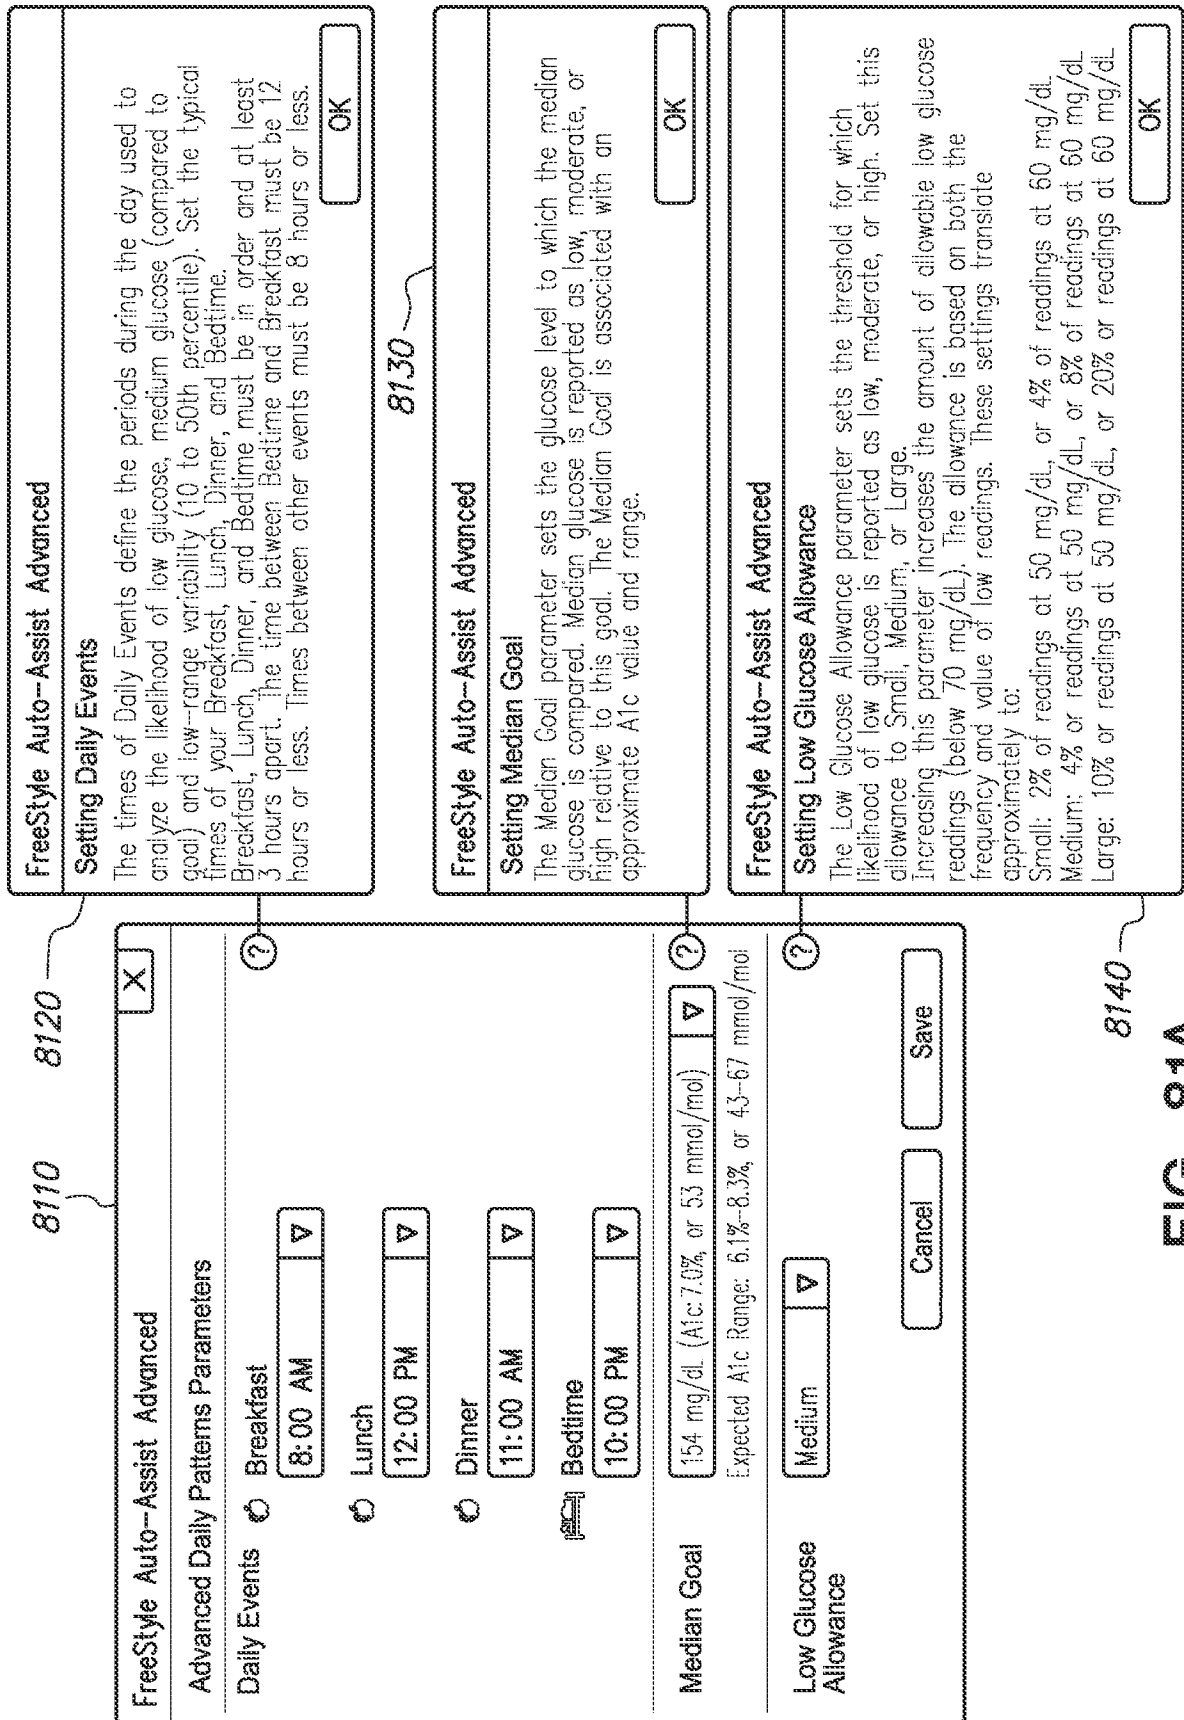 8110
FreeStyle Auto-Assist Advanced
X
Advanced Daily Patterns Parameters
Daily Events
?
Breakfast
8:00 AM
Lunch
12:00 PM
Dinner
11:00 AM
Bedtime
10:00 PM
Median Goal
154 mg/dL (A1c:7.0%, or 53 mmol/mol)
?
Expected A1c Range: 6.1%-8.3%, or 43-67 mmol/mol
Low Glucose
Allowance
Medium
?
Cancel
Save
8120
FreeStyle Auto-Assist Advanced
Setting Daily Events
The times of Daily Events define the periods during the day used to
analyze the likelihood of low glucose, medium glucose (compared to
goal) and low-range variability (10 to 50th percentile). Set the typical
times of your Breakfast, Lunch, Dinner, and Bedtime.
Breakfast, Lunch, Dinner, and Bedtime must be in order and at least
3 hours apart. The time between Bedtime and Breakfast must be 12
hours or less. Times between other events must be 8 hours or less.
OK
8130
FreeStyle Auto-Assist Advanced
Setting Median Goal
The Median Goal parameter sets the glucose level to which the median
glucose is compared. Median glucose is reported as low, moderate, or
high relative to this goal. The Median Goal is associated with an
approximate A1c value and range.
OK
8140
FreeStyle Auto-Assist Advanced
Setting Low Glucose Allowance
The Low Glucose Allowance parameter sets the threshold for which
likelihood of low glucose is reported as low, moderate, or high. Set this
allowance to Small, Medium, or Large.
Increasing this parameter increases the amount of allowable low glucose
readings (below 70 mg/dL). The allowance is based on both the
frequency and value of low readings. These settings translate
approximately to:
Small: 2% of readings at 50 mg/dL, or 4% of readings at 60 mg/dL
Medium: 4% or readings at 50 mg/dL, or 8% of readings at 60 mg/dL
Large: 10% or readings at 50 mg/dL, or 20% or readings at 60 mg/dL
OK
FIG. 81A